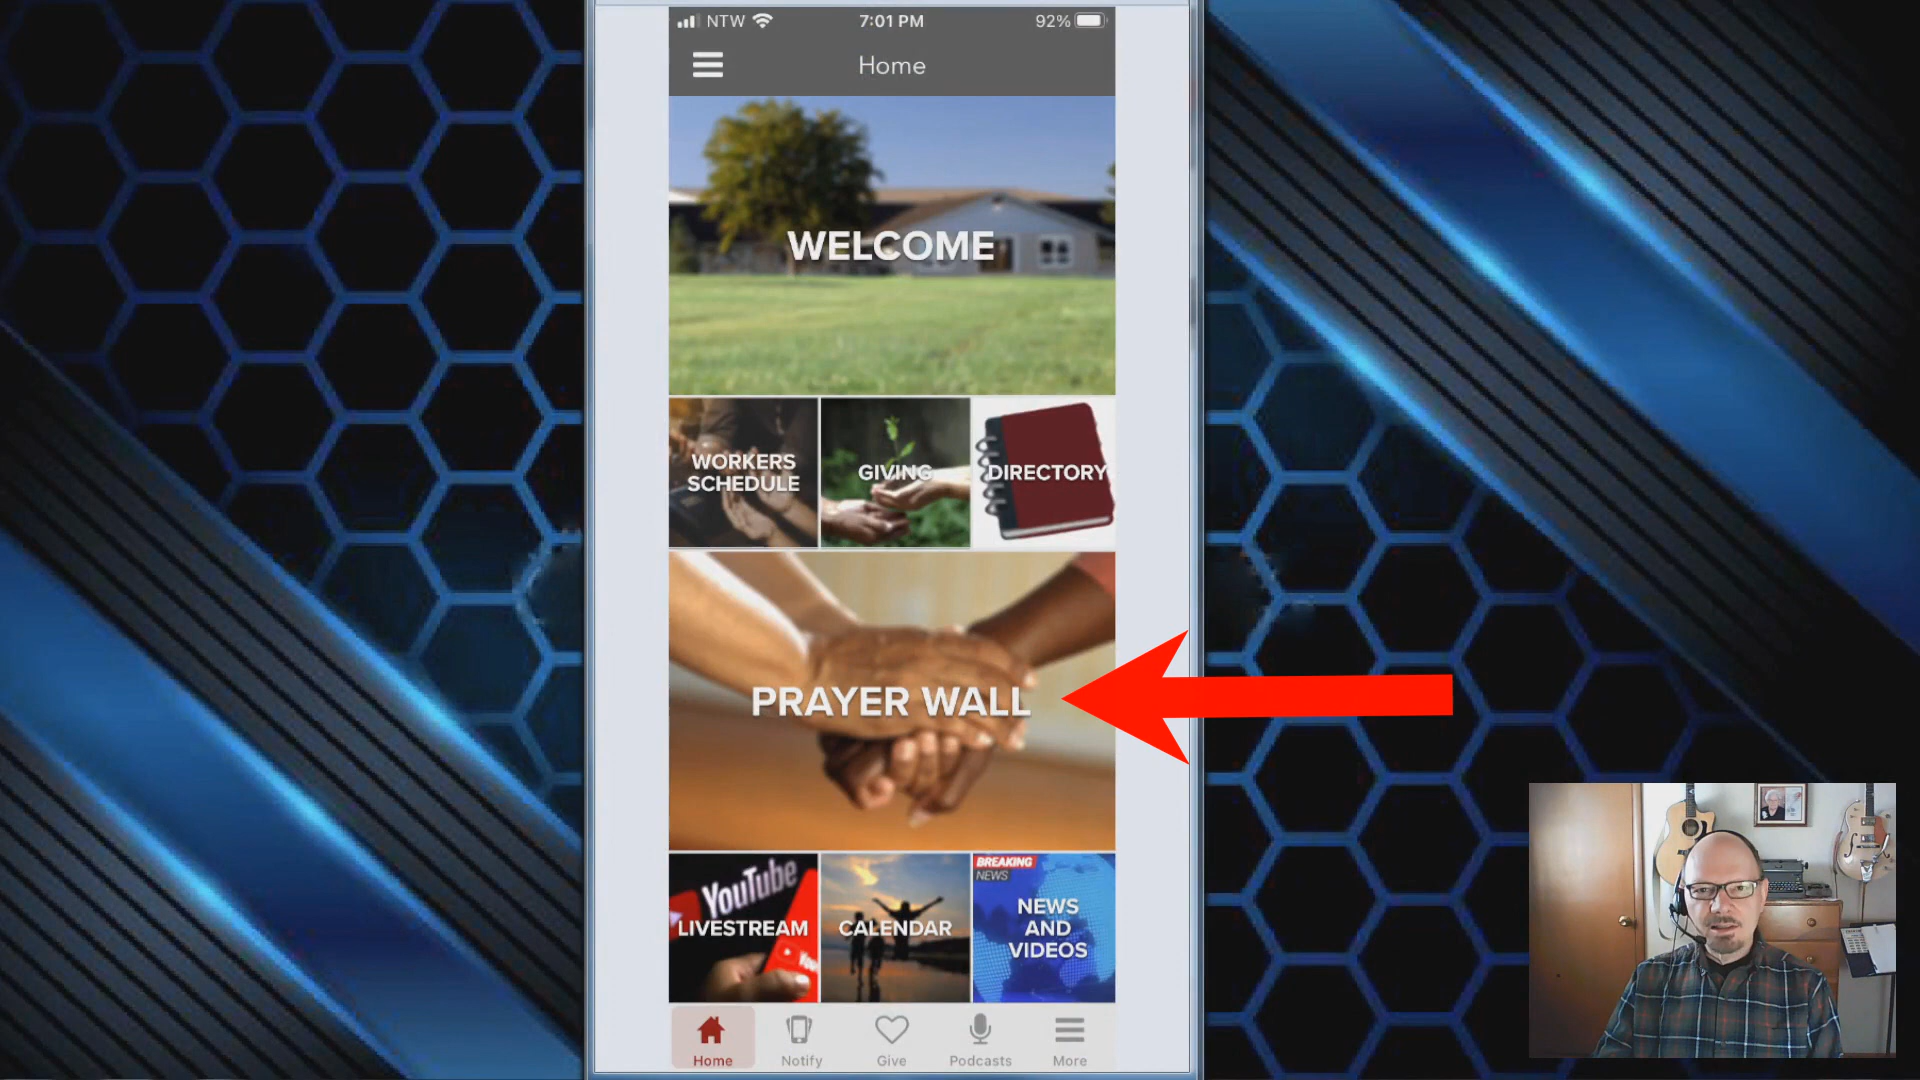 NTW
7:01 PM
92%
Home
WELCOME
WORKERS
SCHEDULE
GIVING
DIRECTORY
PRAYER WALL
YouTube
LIVESTREAM
You
CALENDAR
BREAKING
NEWS
NEWS
AND
VIDEOS
Home
Notify
Give
Podcasts
More